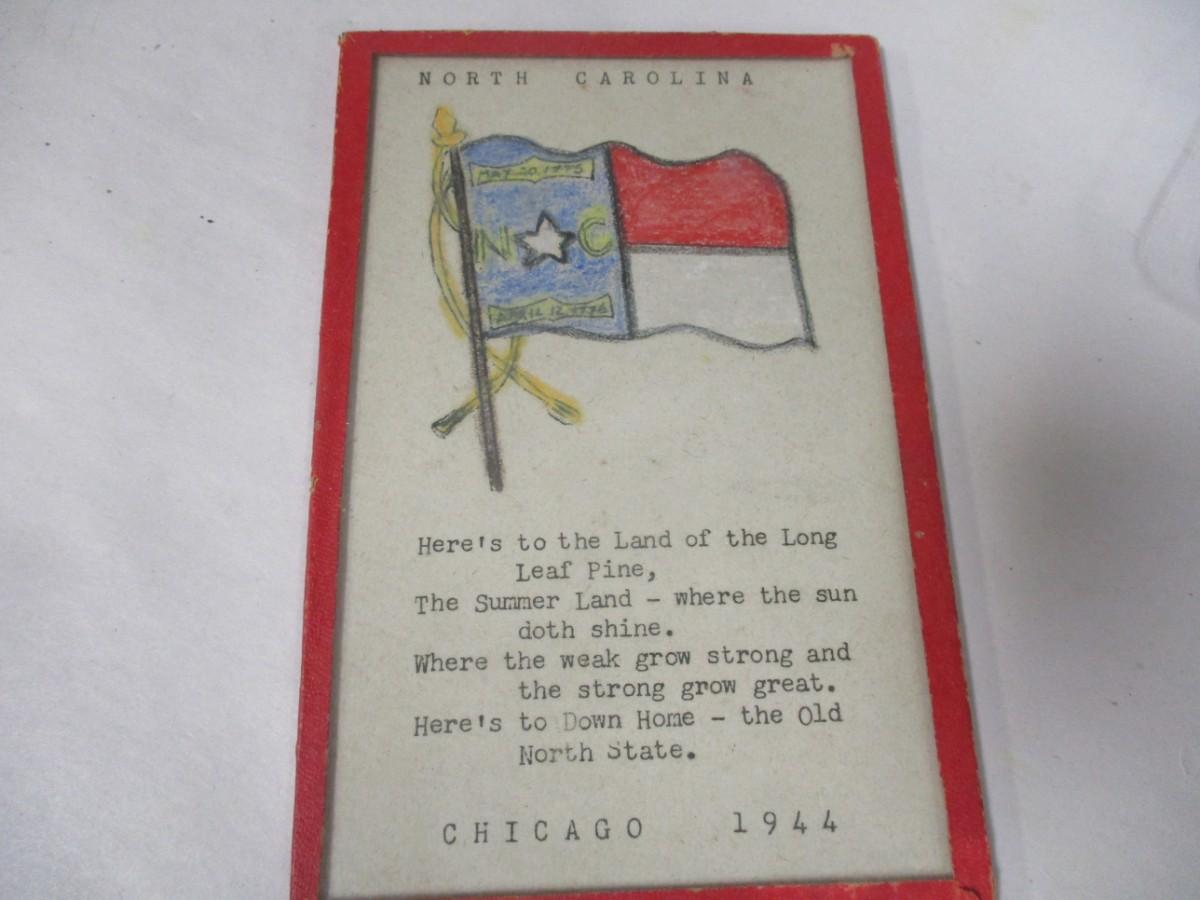 NORTH CAROLINA
MAY 20 1775
N C
APRIL 12 1776
Here's to the Land of the Long
Leaf Pine,
The Summer Land - where the sun
doth shine.
Where the weak grow strong and
the strong grow great.
Here's to Down Home - the Old
North State.
CHICAGO 1944